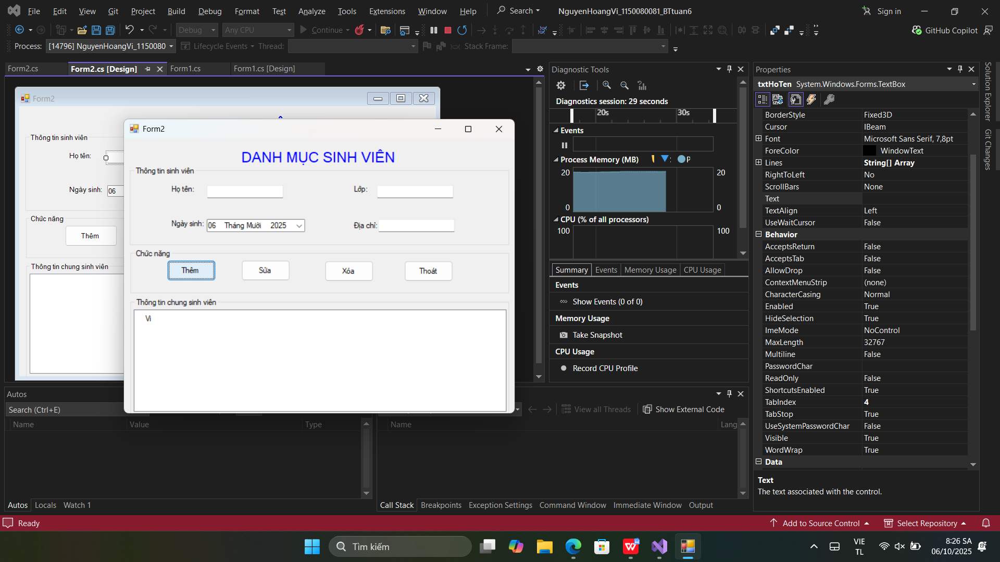 File Edit View Git Project Build Debug Format Test Analyze Tools Extensions Window Help Search NguyenHoangVi_1150080081_BTtuan6 Sign in
Debug Any CPU Continue GitHub Copilot
Process: [14796] NguyenHoangVi_1150080 Lifecycle Events Thread: Stack Frame:
Form2.cs Form2.cs [Design] Form1.cs Form1.cs [Design]
Form2
Thông tin sinh viên
Họ tên:
Ngày sinh: 06
Chức năng
Thêm
Thông tin chung sinh viên
Form2
DANH MỤC SINH VIÊN
Thông tin sinh viên
Họ tên: Lớp:
Ngày sinh: 06 Tháng Mười 2025 Địa chỉ:
Chức năng
Thêm Sửa Xóa Thoát
Thông tin chung sinh viên
Vi
Diagnostic Tools
Diagnostics session: 29 seconds
20s 30s
Events
Process Memory (MB) P
20 20
0 0
CPU (% of all processors)
100 100
Summary Events Memory Usage CPU Usage
Events
Show Events (0 of 0)
Memory Usage
Take Snapshot
CPU Usage
Record CPU Profile
Properties
txtHoTen System.Windows.Forms.TextBox
BorderStyle Fixed3D
Cursor IBeam
Font Microsoft Sans Serif, 7,8pt
ForeColor WindowText
Lines String[] Array
RightToLeft No
ScrollBars None
Text
TextAlign Left
UseWaitCursor False
Behavior
AcceptsReturn False
AcceptsTab False
AllowDrop False
ContextMenuStrip (none)
CharacterCasing Normal
Enabled True
HideSelection True
ImeMode NoControl
MaxLength 32767
Multiline False
PasswordChar
ReadOnly False
ShortcutsEnabled True
TabIndex 4
TabStop True
UseSystemPasswordChar False
Visible True
WordWrap True
Data
Text
The text associated with the control.
Solution Explorer
Git Changes
Autos
Search (Ctrl+E)
Name Value Type
Autos Locals Watch 1
View all Threads Show External Code
Name Lang
Call Stack Breakpoints Exception Settings Command Window Immediate Window Output
Ready Add to Source Control Select Repository
Tìm kiếm
VIE
TL
8:26 SA
06/10/2025